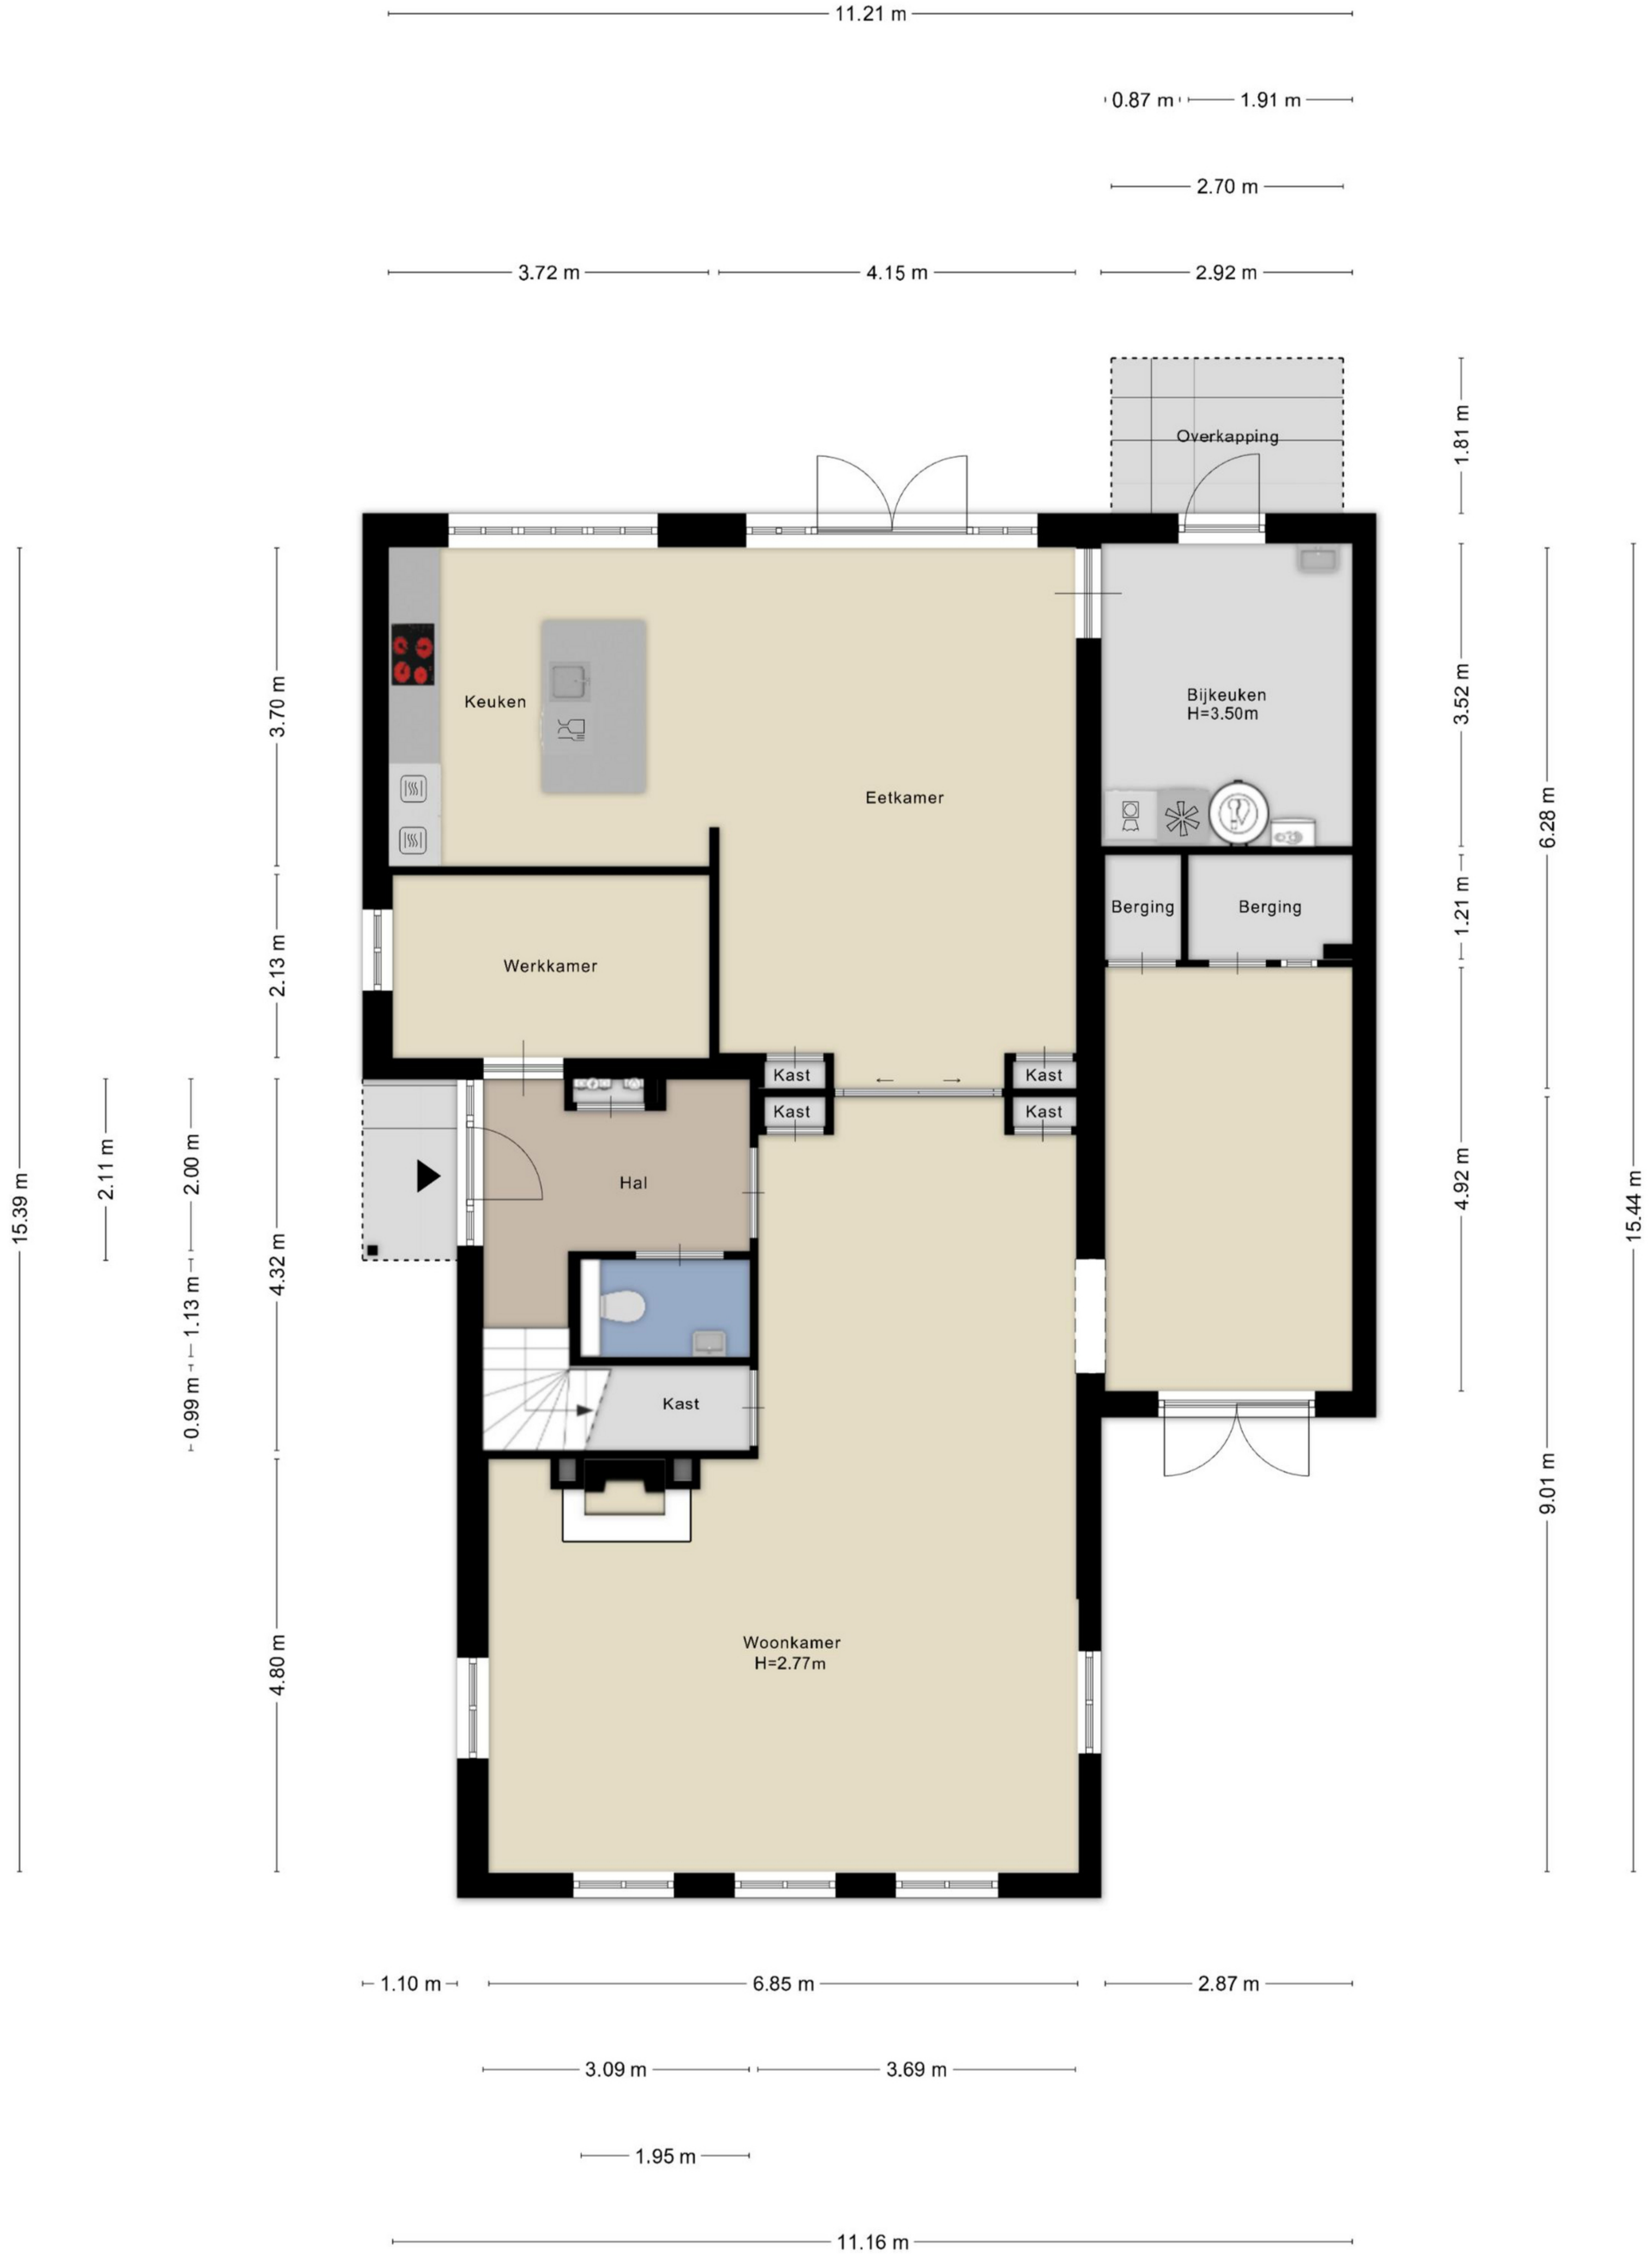 11.21 m
0.87 m
1.91 m
2.70 m
3.72 m
4.15 m
2.92 m
Overkapping
1.81 m
Keuken
3.70 m
Bijkeuken
H=3.50m
3.52 m
Eetkamer
6.28 m
Werkkamer
2.13 m
Berging
Berging
1.21 m
Kast
Kast
Kast
Kast
Hal
15.39 m
2.11 m
2.00 m
4.32 m
4.92 m
15.44 m
1.13 m
0.99 m
Kast
9.01 m
Woonkamer
H=2.77m
4.80 m
1.10 m
6.85 m
2.87 m
3.09 m
3.69 m
1.95 m
11.16 m